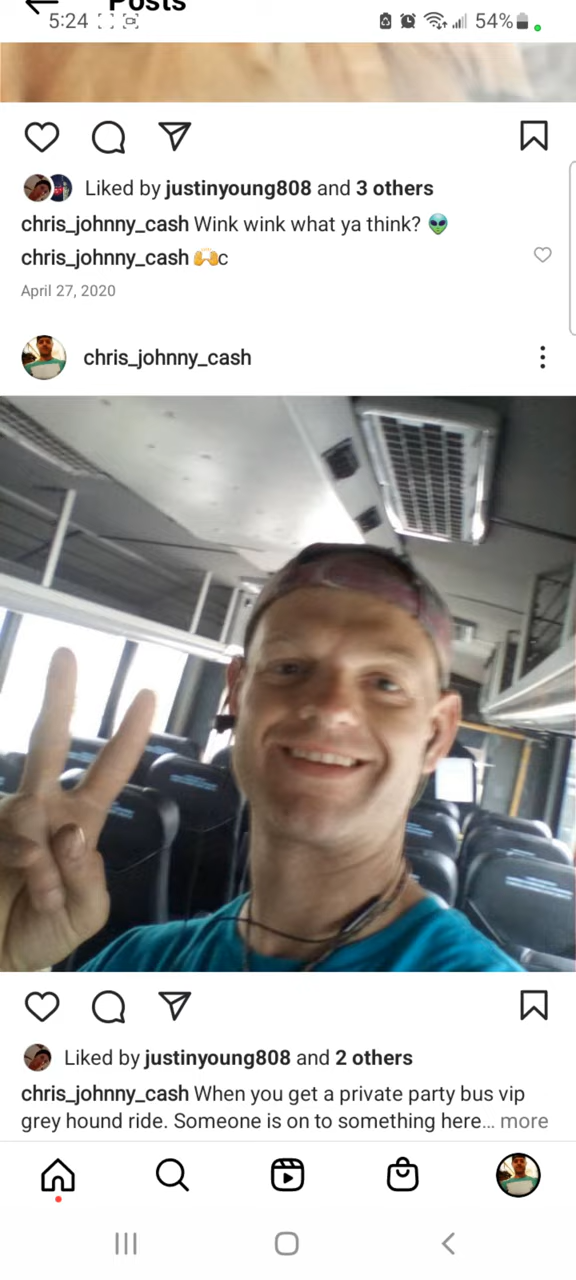 Posts
5:24 54%
Liked by justinyoung808 and 3 others
chris_johnny_cash Wink wink what ya think? 👽
chris_johnny_cash 🙌c
April 27, 2020
chris_johnny_cash
Liked by justinyoung808 and 2 others
chris_johnny_cash When you get a private party bus vip
grey hound ride. Someone is on to something here... more